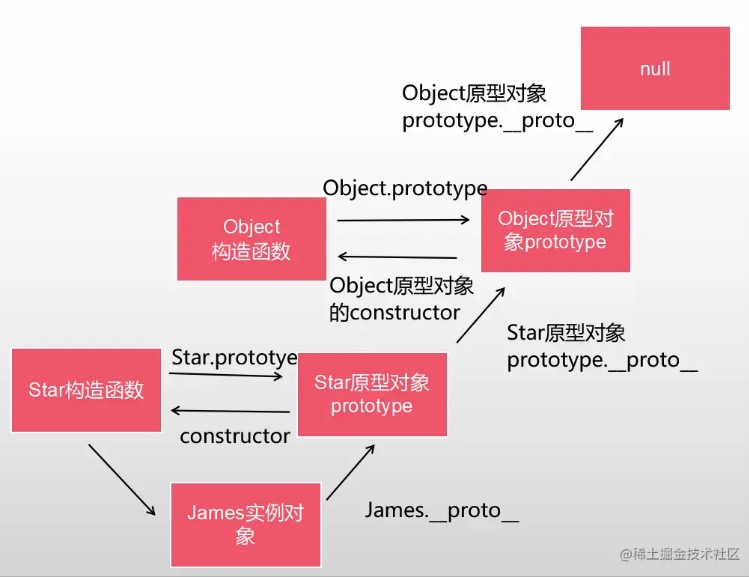 null
Object原型对象
prototype.__proto__
Object.prototype
Object
构造函数
Object原型对
象prototype
Object原型对象
的constructor
Star原型对象
prototype.__proto__
Star.prototye
Star构造函数
Star原型对象
prototype
constructor
James实例对
象
James.__proto__
@稀土掘金技术社区